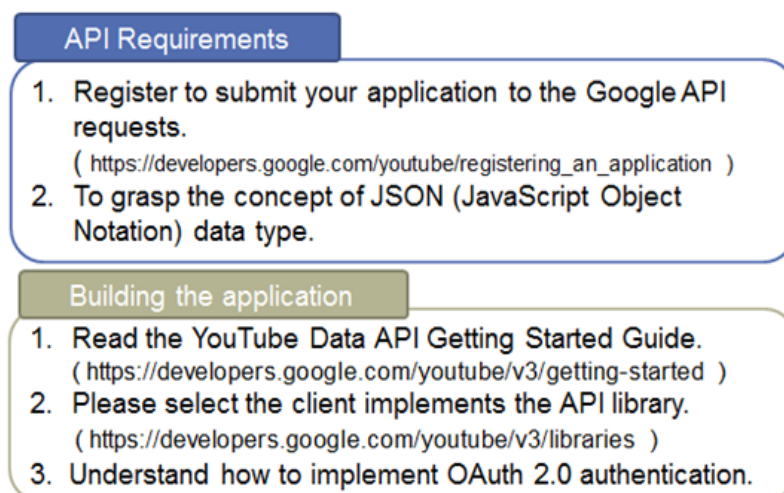 API Requirements
1. Register to submit your application to the Google API
requests.
( https://developers.google.com/youtube/registering_an_application )
2. To grasp the concept of JSON (JavaScript Object
Notation) data type.
Building the application
1. Read the YouTube Data API Getting Started Guide.
( https://developers.google.com/youtube/v3/getting-started )
2. Please select the client implements the API library.
( https://developers.google.com/youtube/v3/libraries )
3. Understand how to implement OAuth 2.0 authentication.